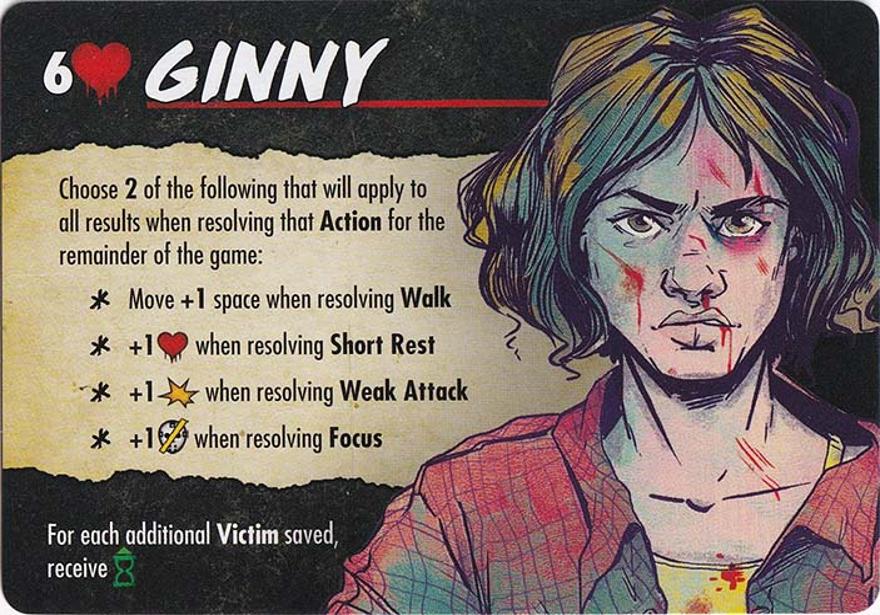 6 GINNY
Choose 2 of the following that will apply to
all results when resolving that Action for the
remainder of the game:
* Move +1 space when resolving Walk
* +1 when resolving Short Rest
* +1 when resolving Weak Attack
* +1 when resolving Focus
For each additional Victim saved,
receive